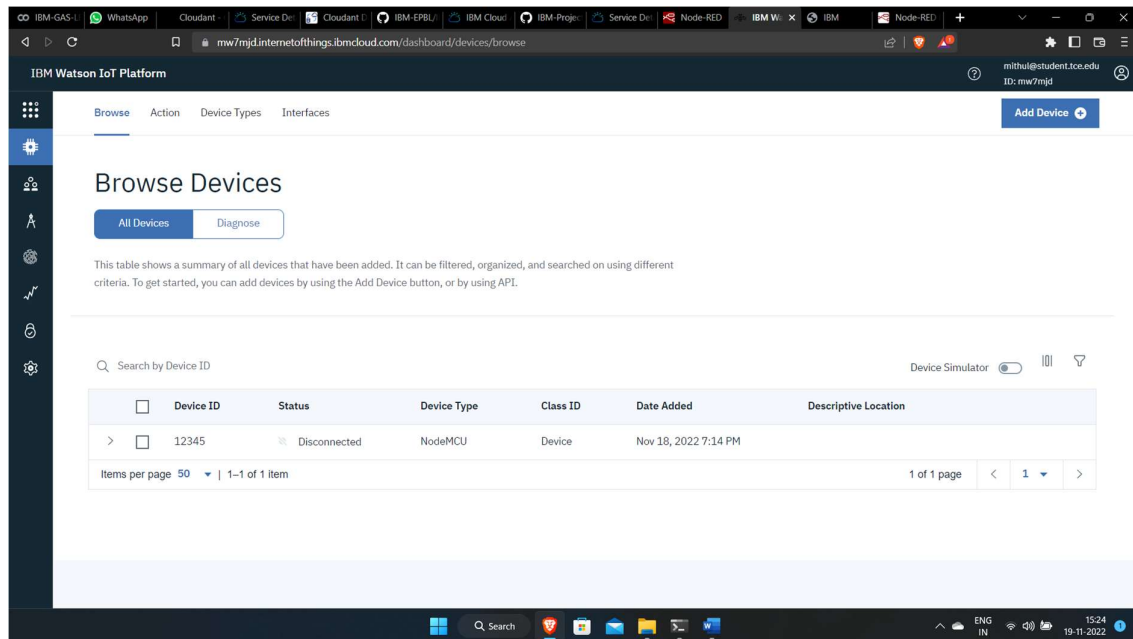 IBM-GAS-L
WhatsApp
Cloudant -
Service Det
Cloudant D
IBM-EPBL/
IBM Cloud
IBM-Projec
Service Det
Node-RED
IBM Wa
IBM
Node-RED
mw7mjd.internetofthings.ibmcloud.com/dashboard/devices/browse
IBM Watson IoT Platform
mithul@student.tce.edu
ID: mw7mjd
Browse Action Device Types Interfaces
Add Device
Browse Devices
All Devices Diagnose
This table shows a summary of all devices that have been added. It can be filtered, organized, and searched on using different
criteria. To get started, you can add devices by using the Add Device button, or by using API.
Search by Device ID
Device Simulator
Device ID Status Device Type Class ID Date Added Descriptive Location
12345 Disconnected NodeMCU Device Nov 18, 2022 7:14 PM
Items per page 50 | 1–1 of 1 item
1 of 1 page < 1 >
Search
ENG
IN
15:24
19-11-2022
1